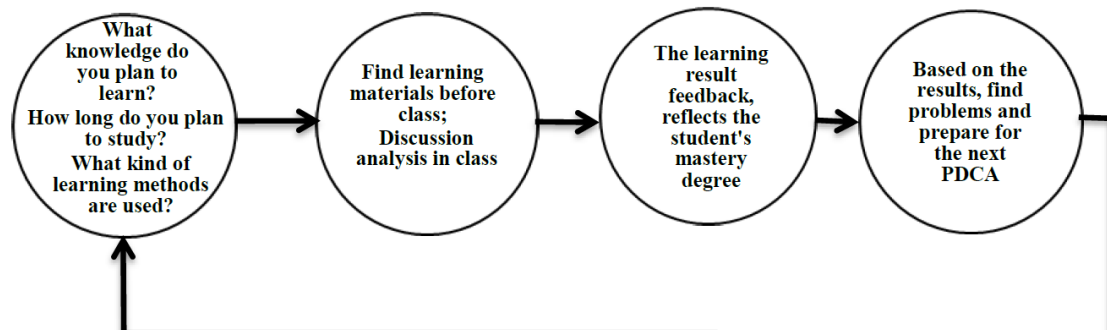 What
knowledge do
you plan to
learn?
How long do you plan
to study?
What kind of
learning methods
are used?
Find learning
materials before
class;
Discussion
analysis in class
The learning
result
feedback,
reflects the
student's
mastery
degree
Based on the
results, find
problems and
prepare for
the next
PDCA